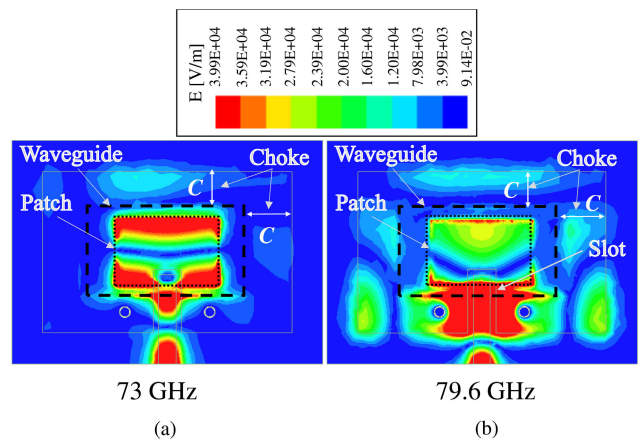 E [V/m]
3.99E+04
3.59E+04
3.19E+04
2.79E+04
2.39E+04
2.00E+04
1.60E+04
1.20E+04
7.98E+03
3.99E+03
9.14E-02
Waveguide
Choke
C
Patch
C
Waveguide
Choke
C
Patch
C
Slot
73 GHz
79.6 GHz
(a)
(b)